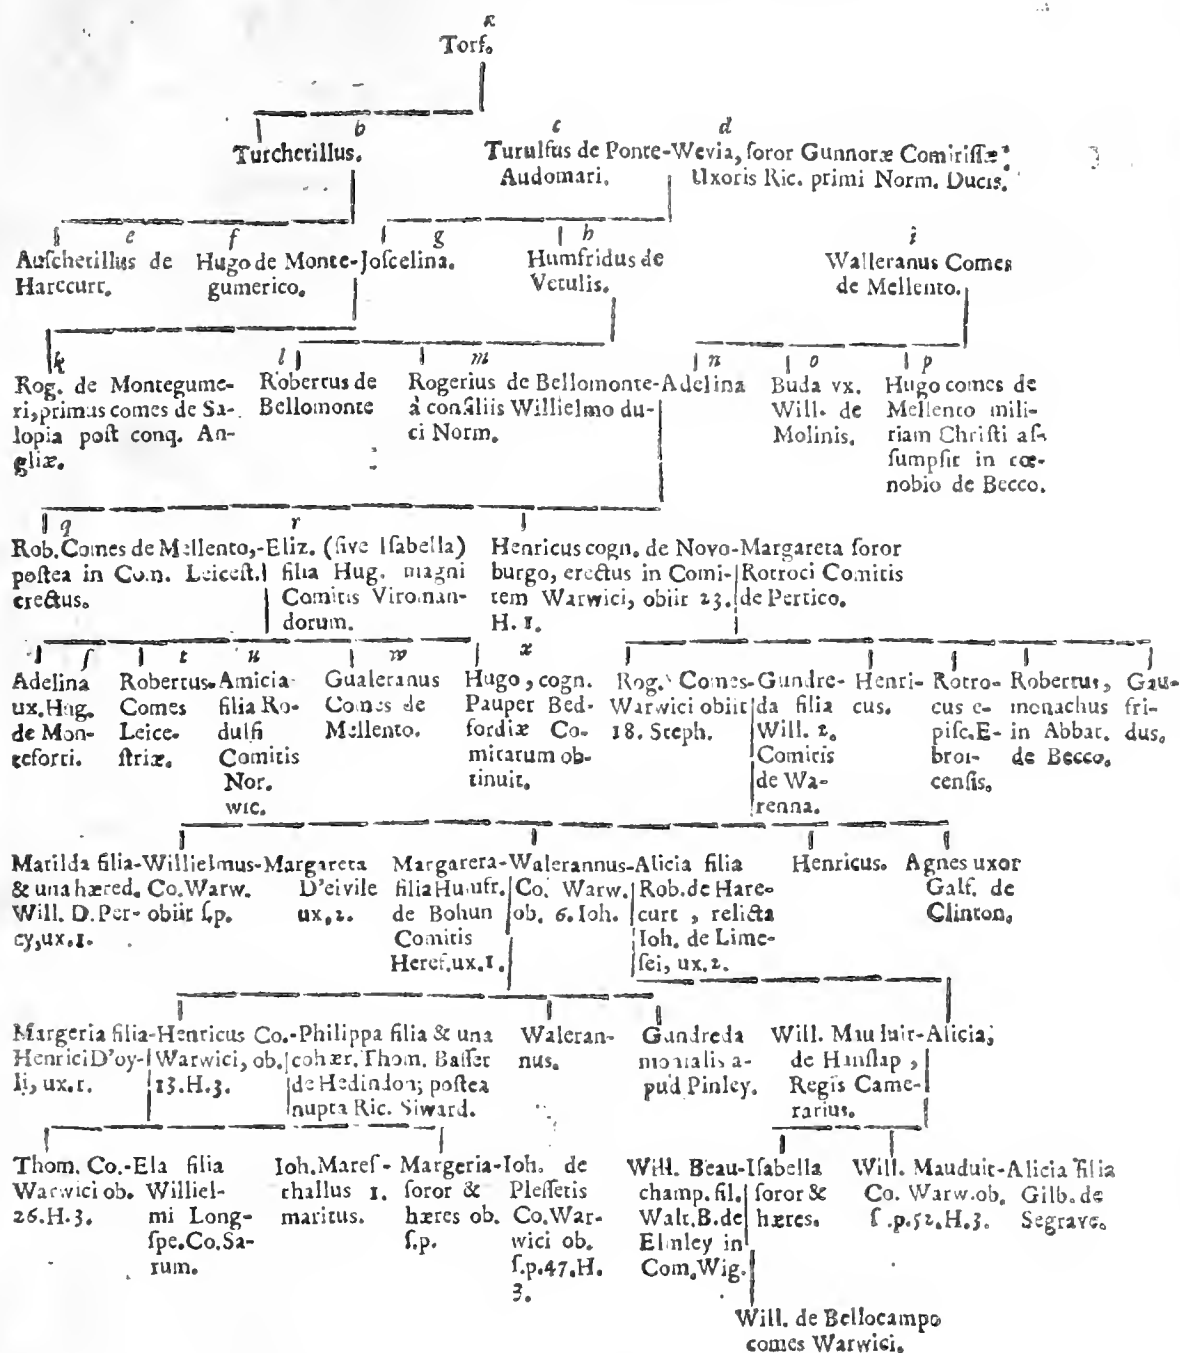 a
Torf.
b
c
d
Turchetillus.
Turulfus de Ponte-Wevia, soror Gunnoræ Comitissæ
Audomari. Uxoris Ric. primi Norm. Ducis.
e
f
g
h
i
Auschetillus de
Harecurt.
Hugo de Monte-Joscelina.
gumerico.
Humfridus de
Vetulis.
Walleranus Comes
de Mellento.
k
l
m
n
o
p
Rog. de Montegume-
ri, primus comes de Sa-
lopia post conq. An-
gliæ.
Robertus de
Bellomonte
Rogerius de Bellomonte-Adelina
à consiliis Willielmo du-
ci Norm.
Buda vx.
Will. de
Molinis.
Hugo comes de
Mellento mili-
tiam Christi as-
sumpsit in cœ-
nobio de Becco.
q
r
Rob. Comes de Mellento,-Eliz. (sive Isabella)
postea in Com. Leicest. filia Hug. magni
erectus. Comitis Viroman-
dorum.
Henricus cogn. de Novo-Margareta soror
burgo, erectus in Comi- Rotroci Comitis
tem Warwici, obiit 23. de Pertico.
H. 1.
ſ
t
u
w
x
Adelina
ux. Hug.
de Mon-
teforti.
Robertus-Amicia
Comes filia Ro-
Leice- dulfi
striæ. Comitis
Nor.
wic.
Gualeranus
Comes de
Mellento.
Hugo, cogn.
Pauper Bed-
fordiæ Co-
mitatum ob-
tinuit.
Rog. Comes-Gundre-
Warwici obiit da filia
18. Steph. Will. 2.
Comitis
de Wa-
renna.
Henri-
cus.
Rotro-
cus e-
pisc. E-
broi-
censis.
Robertus,
monachus
in Abbat.
de Becco.
Gau-
fri-
dus.
Matilda filia-Willielmus-Margareta
& una hæred. Co. Warw. D'eivile
Will. D. Per- obiit s.p. ux. 2.
cy, ux. 1.
Margareta-Walerannus-Alicia filia
filia Humfr. Co. Warw. Rob. de Hare-
de Bohun ob. 6. Ioh. curt, relicta
Comitis Ioh. de Lime-
Heref. ux. 1. sei, ux. 2.
Henricus.
Agnes uxor
Galf. de
Clinton.
Margeria filia-Henricus Co.-Philippa filia & una
Henrici D'oy- Warwici, ob. cohær. Thom. Basset
li, ux. 1. 13. H. 3. de Hedindon; postea
nupta Ric. Siward.
Waleran-
nus.
Gundreda
monialis a-
pud Pinley.
Will. Mauduit-Alicia,
de Hanslap,
Regis Came-
rarius.
Thom. Co.-Ela filia
Warwici ob. Williel-
26. H. 3. mi Long-
spe. Co. Sa-
rum.
Ioh. Mares- - Margeria-Ioh. de
challus 1. soror & Plessetis
maritus. hæres ob. Co. War-
s.p. wici ob.
s.p. 47. H.
3.
Will. Beau-Isabella
champ. fil. soror &
Walt. B. de hæres.
Elmley in
Com. Wig.
Will. Mauduit-Alicia filia
Co. Warw. ob. Gilb. de
s.p. 52. H. 3. Segrave.
Will. de Bellocampo
comes Warwici.